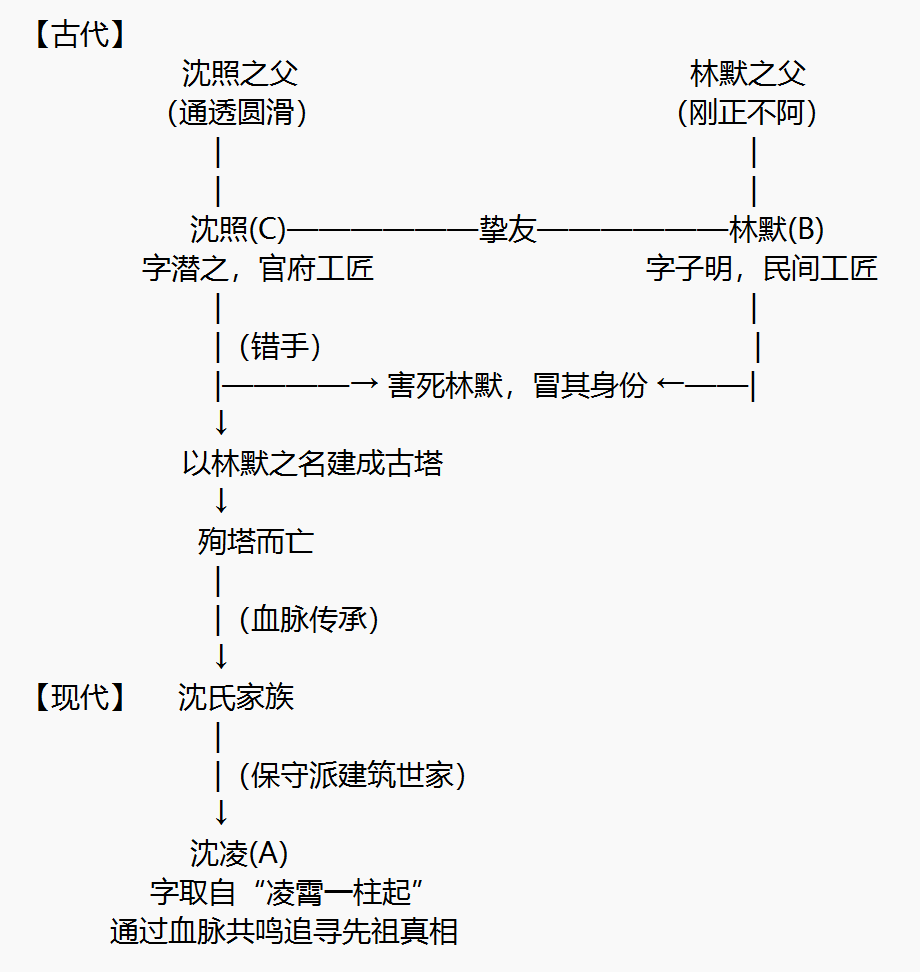 【古代】
沈照之父 林默之父
（通透圆滑） （刚正不阿）
| |
| |
沈照(C)——————挚友——————林默(B)
字潜之，官府工匠 字子明，民间工匠
| |
|（错手） |
|————→ 害死林默，冒其身份 ←——|
↓
以林默之名建成古塔
↓
殉塔而亡
|
|（血脉传承）
↓
【现代】 沈氏家族
|
|（保守派建筑世家）
↓
沈凌(A)
字取自“凌霄一柱起”
通过血脉共鸣追寻先祖真相